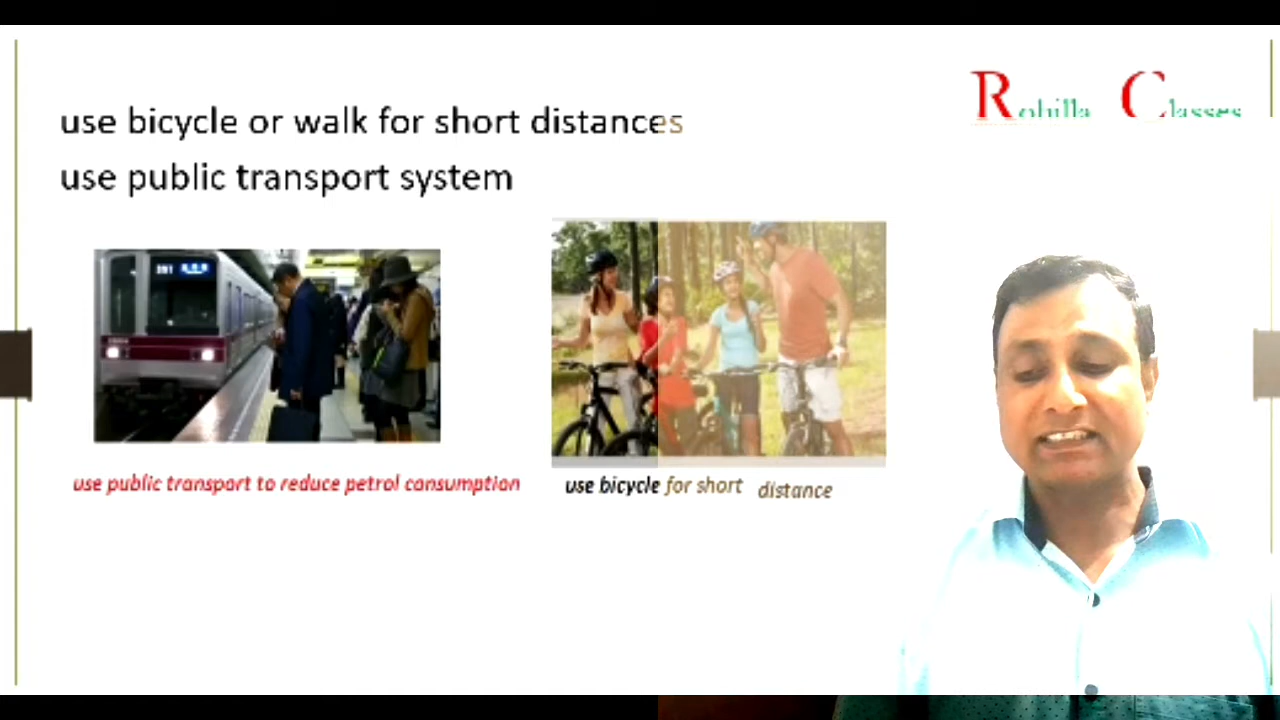 Rohilla Classes
use bicycle or walk for short distances
use public transport system
use public transport to reduce petrol consumption
use bicycle for short distance